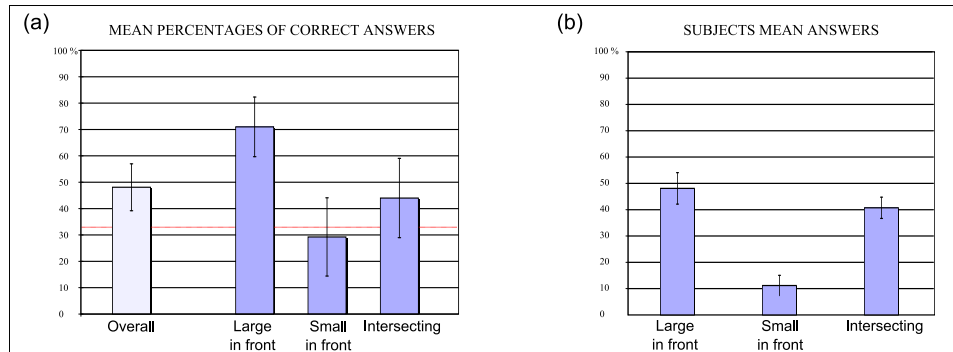 (a)
MEAN PERCENTAGES OF CORRECT ANSWERS
100 %
90
80
70
60
50
40
30
20
10
0
Overall
Large
in front
Small
in front
Intersecting
(b)
SUBJECTS MEAN ANSWERS
100 %
90
80
70
60
50
40
30
20
10
0
Large
in front
Small
in front
Intersecting